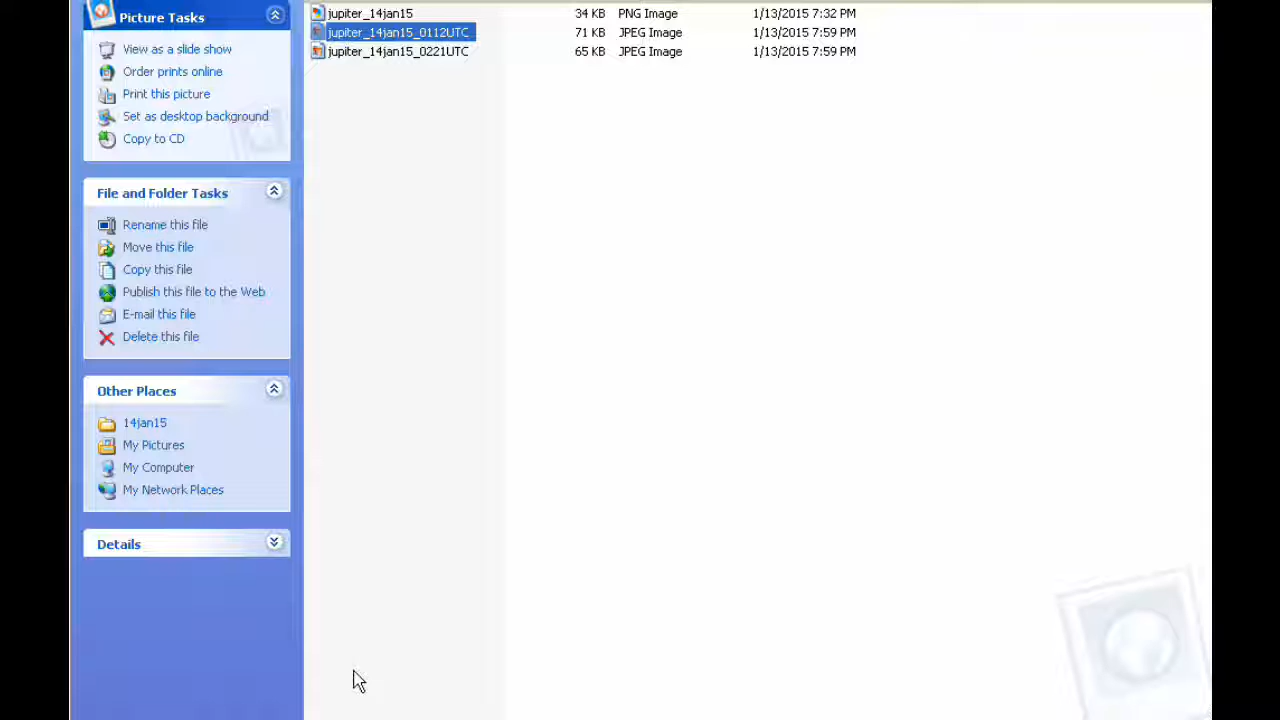 Picture Tasks
View as a slide show
Order prints online
Print this picture
Set as desktop background
Copy to CD
File and Folder Tasks
Rename this file
Move this file
Copy this file
Publish this file to the Web
E-mail this file
Delete this file
Other Places
14jan15
My Pictures
My Computer
My Network Places
Details
jupiter_14jan15 34 KB PNG Image 1/13/2015 7:32 PM
jupiter_14jan15_0112UTC 71 KB JPEG Image 1/13/2015 7:59 PM
jupiter_14jan15_0221UTC 65 KB JPEG Image 1/13/2015 7:59 PM